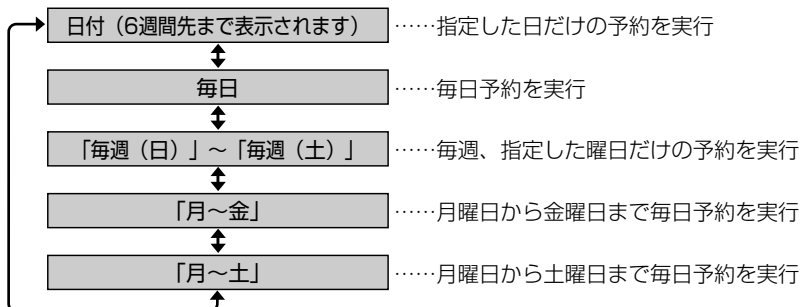 日付（6週間先まで表示されます） ……指定した日だけの予約を実行
毎日 ……毎日予約を実行
「毎週（日）」～「毎週（土）」 ……毎週、指定した曜日だけの予約を実行
「月～金」 ……月曜日から金曜日まで毎日予約を実行
「月～土」 ……月曜日から土曜日まで毎日予約を実行